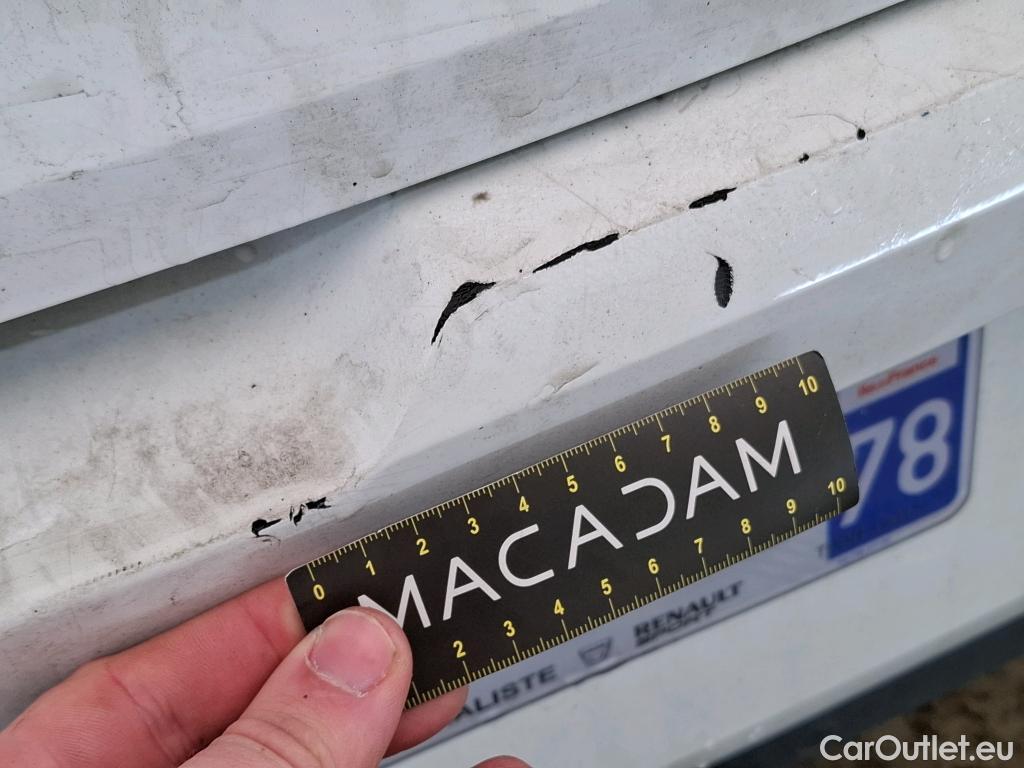 0 1 2 3 4 5 6 7 8 9 10
MACADAM
2 3 4 5 6 7 8 9 10
îledeFrance
78
ALISTE RENAULT
SPORT
CarOutlet.eu